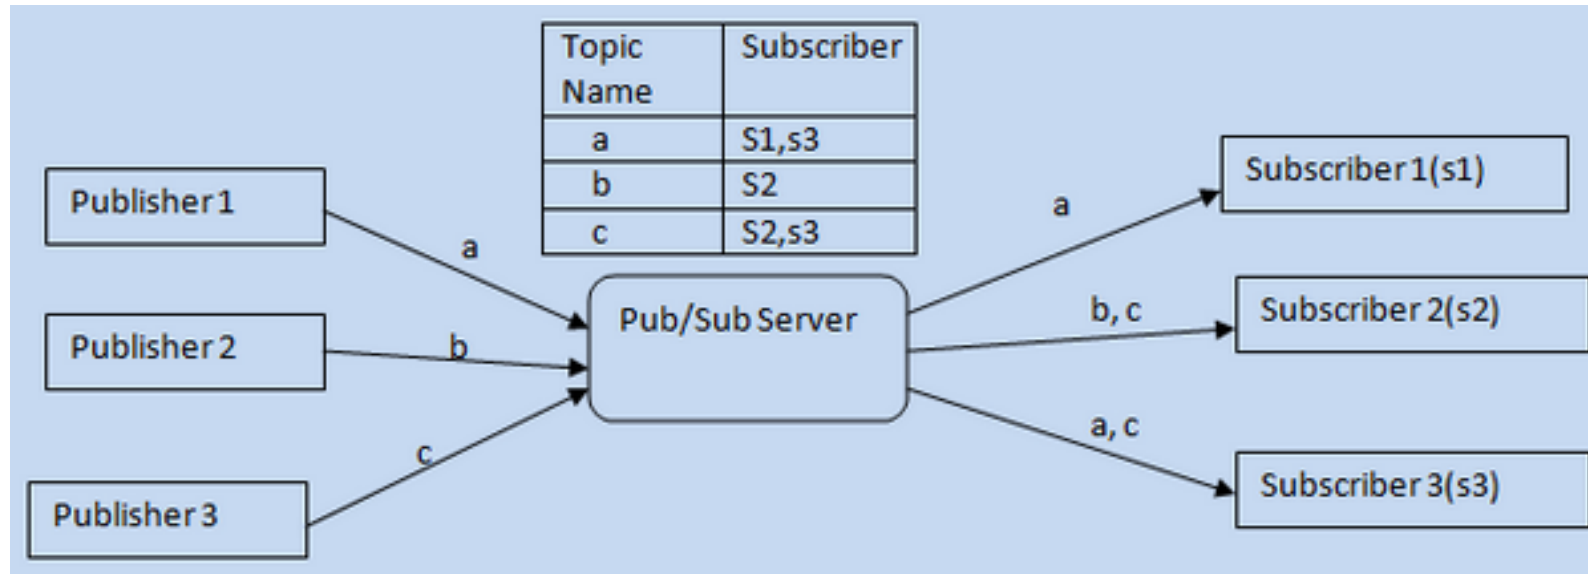 Topic Name Subscriber
a S1,s3
b S2
c S2,s3
Publisher 1
a
Publisher 2
b
Publisher 3
c
Pub/Sub Server
a
Subscriber 1(s1)
b, c
Subscriber 2(s2)
a, c
Subscriber 3(s3)